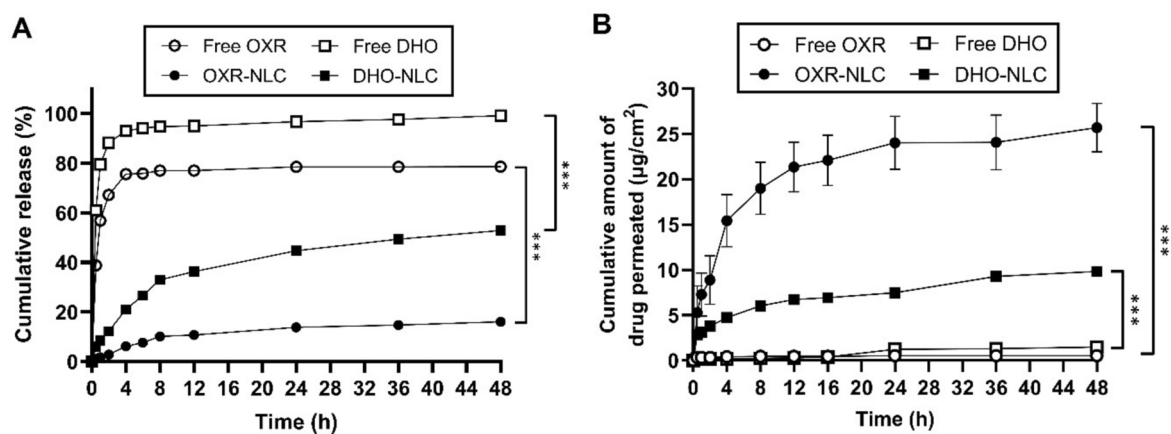 A
Free OXR
Free DHO
OXR-NLC
DHO-NLC
Cumulative release (%)
100
80
60
40
20
0
0 4 8 12 16 20 24 28 32 36 40 44 48
Time (h)
***
***
B
Free OXR
Free DHO
OXR-NLC
DHO-NLC
Cumulative amount of
drug permeated (µg/cm²)
30
25
20
15
10
5
0
0 4 8 12 16 20 24 28 32 36 40 44 48
Time (h)
***
***